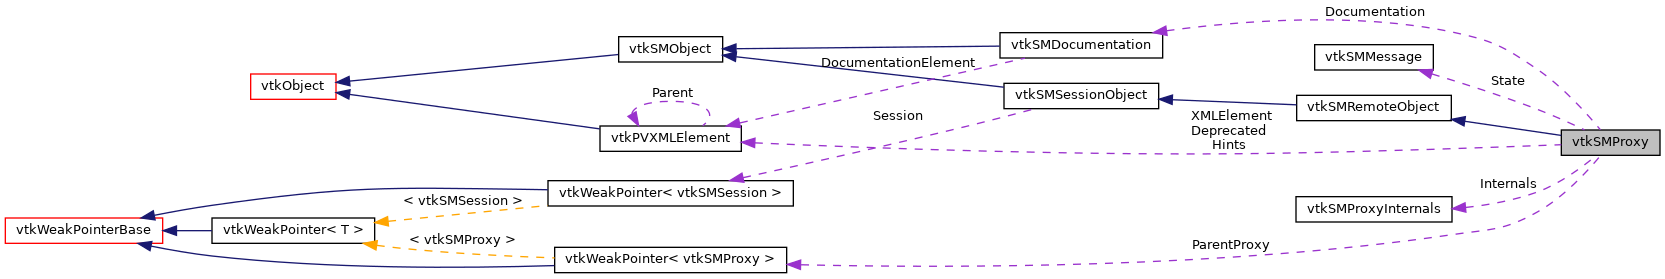 Documentation
vtkSMObject
vtkSMDocumentation
vtkSMMessage
DocumentationElement
State
vtkObject
Parent
vtkSMSessionObject
vtkSMRemoteObject
Session
XMLElement
Deprecated
Hints
vtkPVXMLElement
vtkSMProxy
vtkWeakPointer< vtkSMSession >
Internals
< vtkSMSession >
vtkSMProxyInternals
vtkWeakPointerBase
vtkWeakPointer< T >
< vtkSMProxy >
ParentProxy
vtkWeakPointer< vtkSMProxy >